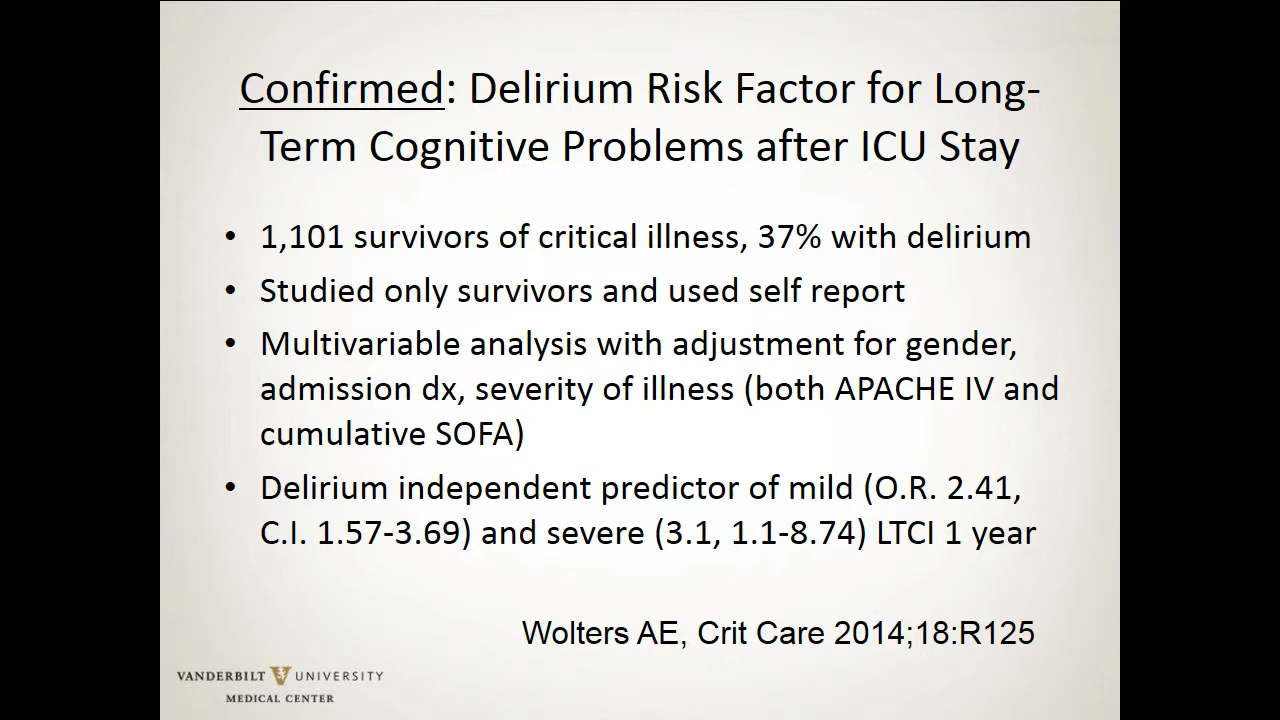 Confirmed: Delirium Risk Factor for Long-
Term Cognitive Problems after ICU Stay
• 1,101 survivors of critical illness, 37% with delirium
• Studied only survivors and used self report
• Multivariable analysis with adjustment for gender,
admission dx, severity of illness (both APACHE IV and
cumulative SOFA)
• Delirium independent predictor of mild (O.R. 2.41,
C.I. 1.57-3.69) and severe (3.1, 1.1-8.74) LTCI 1 year
Wolters AE, Crit Care 2014;18:R125
VANDERBILT V UNIVERSITY
MEDICAL CENTER